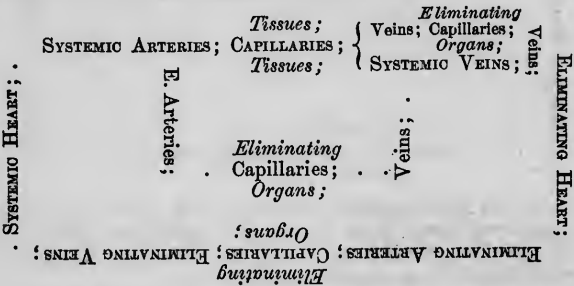 Eliminating
Tissues; Veins; Capillaries;
SYSTEMIC ARTERIES; CAPILLARIES; { Organs;
Tissues; SYSTEMIC VEINS;
Veins;
ELIMINATING HEART;
. SYSTEMIC HEART; .
E. Arteries;
Veins; .
Eliminating
. Capillaries; .
Organs;
Organs;
ELIMINATING ARTERIES; CAPILLARIES; ELIMINATING VEINS;
Eliminating